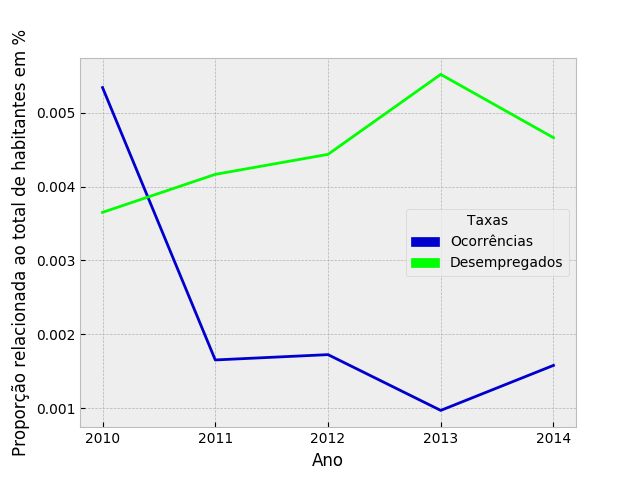 Proporção relacionada ao total de habitantes em %
0.005
0.004
0.003
0.002
0.001
Taxas
Ocorrências
Desempregados
2010 2011 2012 2013 2014
Ano